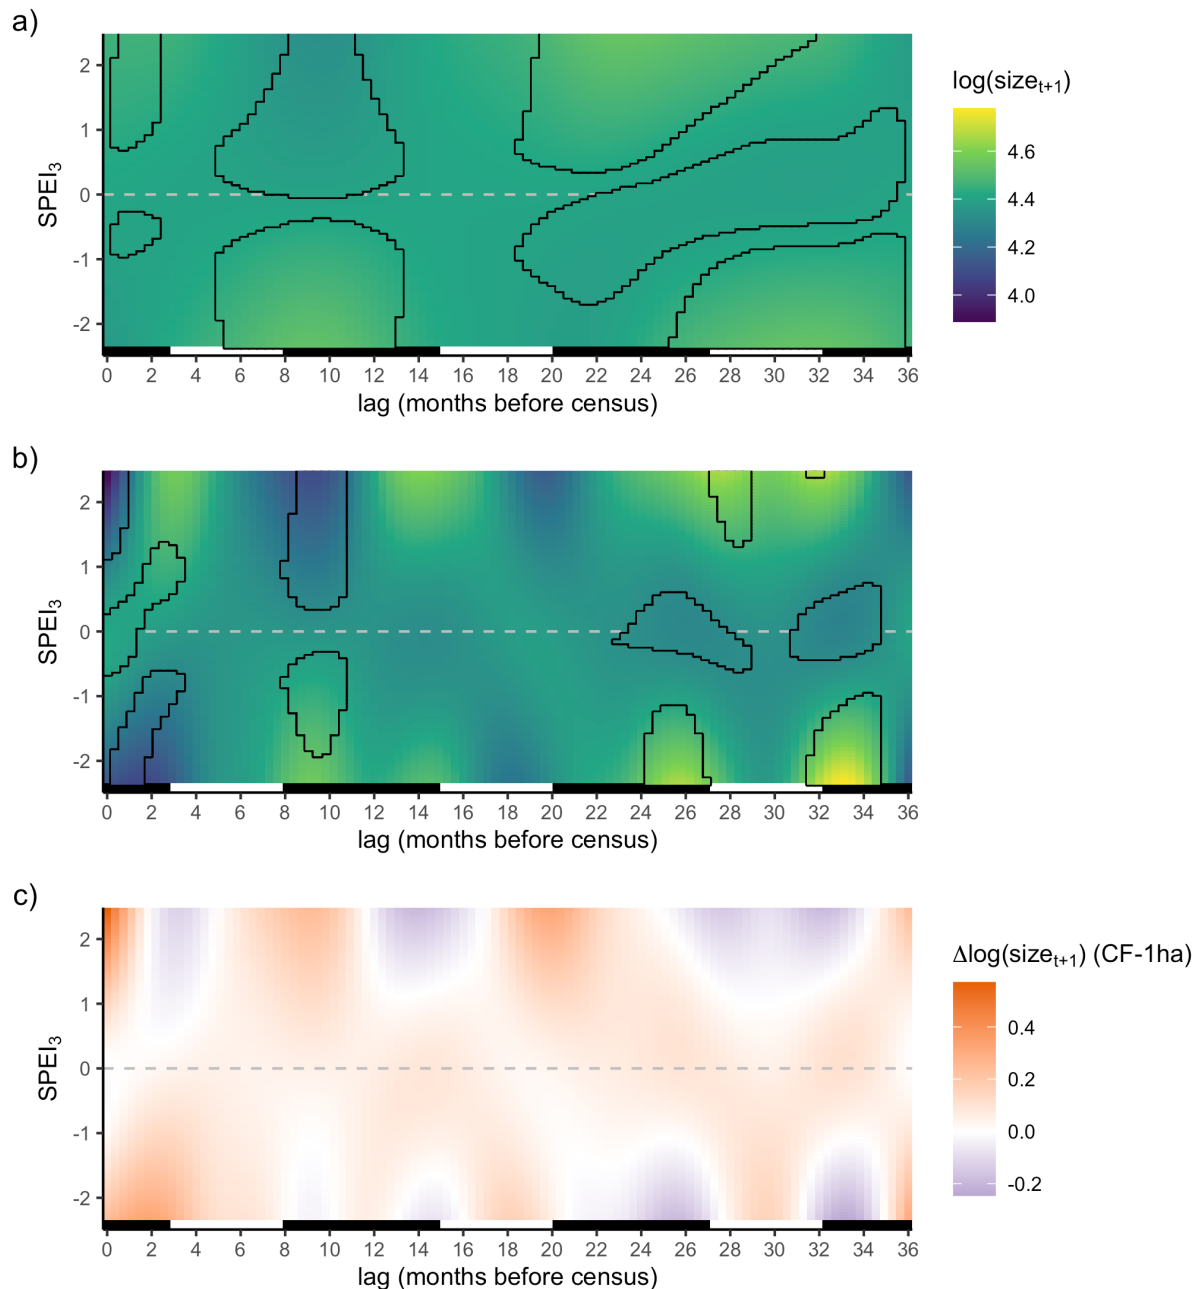 a)
2
1
0
-1
-2
SPEI3
0 2 4 6 8 10 12 14 16 18 20 22 24 26 28 30 32 34 36
lag (months before census)
log(sizet+1)
4.6
4.4
4.2
4.0
b)
2
1
0
-1
-2
SPEI3
0 2 4 6 8 10 12 14 16 18 20 22 24 26 28 30 32 34 36
lag (months before census)
c)
2
1
0
-1
-2
SPEI3
0 2 4 6 8 10 12 14 16 18 20 22 24 26 28 30 32 34 36
lag (months before census)
Δlog(sizet+1) (CF-1ha)
0.4
0.2
0.0
-0.2